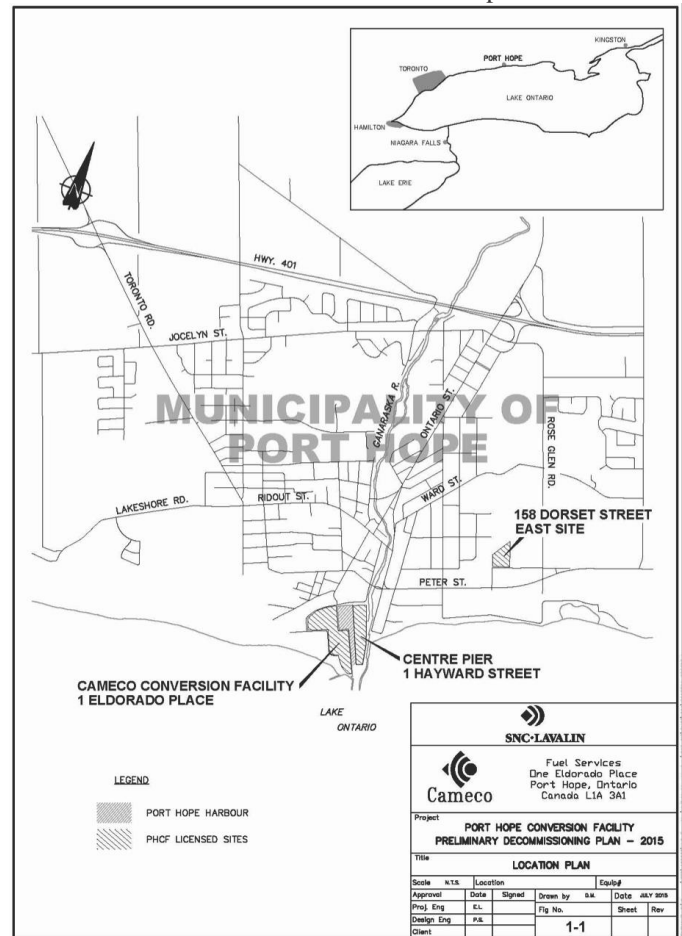 KINGSTON
PORT HOPE
TORONTO
LAKE ONTARIO
HAMILTON
NIAGARA FALLS
LAKE ERIE
HWY. 401
TORONTO RD.
JOCELYN ST.
MUNICIPALITY OF
PORT HOPE
GANARASKA R.
ONTARIO ST.
ROSE GLEN RD.
LAKESHORE RD.
RIDOUT ST.
WARD ST.
158 DORSET STREET
EAST SITE
PETER ST.
CENTRE PIER
1 HAYWARD STREET
CAMECO CONVERSION FACILITY
1 ELDORADO PLACE
LAKE
ONTARIO
LEGEND
PORT HOPE HARBOUR
PHCF LICENSED SITES
SNC·LAVALIN
Cameco
Fuel Services
One Eldorado Place
Port Hope, Ontario
Canada L1A 3A1
Project
PORT HOPE CONVERSION FACILITY
PRELIMINARY DECOMMISSIONING PLAN – 2015
Title
LOCATION PLAN
Scale N.T.S. Location Equip#
Approval Date Signed Drawn by D.M. Date JULY 2015
Proj. Eng E.L. Fig No. Sheet Rev
Design Eng P.S. 1-1
Client